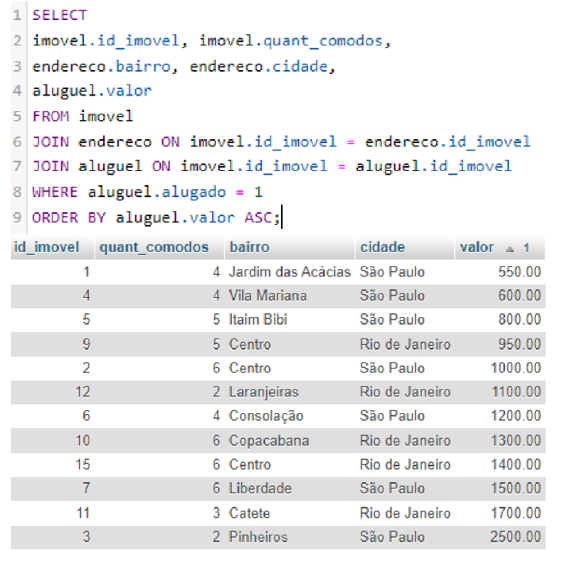 1 SELECT
2 imovel.id_imovel, imovel.quant_comodos,
3 endereco.bairro, endereco.cidade,
4 aluguel.valor
5 FROM imovel
6 JOIN endereco ON imovel.id_imovel = endereco.id_imovel
7 JOIN aluguel ON imovel.id_imovel = aluguel.id_imovel
8 WHERE aluguel.alugado = 1
9 ORDER BY aluguel.valor ASC;
id_imovel quant_comodos bairro cidade valor ▲ 1
1 4 Jardim das Acácias São Paulo 550.00
4 4 Vila Mariana São Paulo 600.00
5 5 Itaim Bibi São Paulo 800.00
9 5 Centro Rio de Janeiro 950.00
2 6 Centro São Paulo 1000.00
12 2 Laranjeiras Rio de Janeiro 1100.00
6 4 Consolação São Paulo 1200.00
10 6 Copacabana Rio de Janeiro 1300.00
15 6 Centro Rio de Janeiro 1400.00
7 6 Liberdade São Paulo 1500.00
11 3 Catete Rio de Janeiro 1700.00
3 2 Pinheiros São Paulo 2500.00